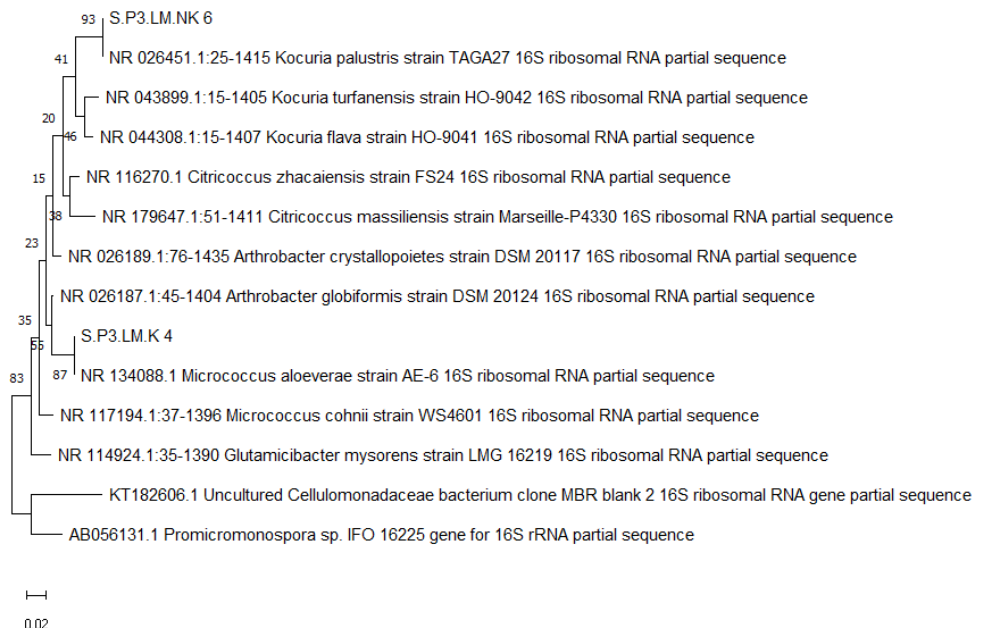 93 S.P3.LM.NK 6
41 NR 026451.1:25-1415 Kocuria palustris strain TAGA27 16S ribosomal RNA partial sequence
NR 043899.1:15-1405 Kocuria turfanensis strain HO-9042 16S ribosomal RNA partial sequence
20
46 NR 044308.1:15-1407 Kocuria flava strain HO-9041 16S ribosomal RNA partial sequence
15 NR 116270.1 Citricoccus zhacaiensis strain FS24 16S ribosomal RNA partial sequence
38 NR 179647.1:51-1411 Citricoccus massiliensis strain Marseille-P4330 16S ribosomal RNA partial sequence
23
NR 026189.1:76-1435 Arthrobacter crystallopoietes strain DSM 20117 16S ribosomal RNA partial sequence
NR 026187.1:45-1404 Arthrobacter globiformis strain DSM 20124 16S ribosomal RNA partial sequence
35
S.P3.LM.K 4
55
83 87 NR 134088.1 Micrococcus aloeverae strain AE-6 16S ribosomal RNA partial sequence
NR 117194.1:37-1396 Micrococcus cohnii strain WS4601 16S ribosomal RNA partial sequence
NR 114924.1:35-1390 Glutamicibacter mysorens strain LMG 16219 16S ribosomal RNA partial sequence
KT182606.1 Uncultured Cellulomonadaceae bacterium clone MBR blank 2 16S ribosomal RNA gene partial sequence
AB056131.1 Promicromonospora sp. IFO 16225 gene for 16S rRNA partial sequence
0.02